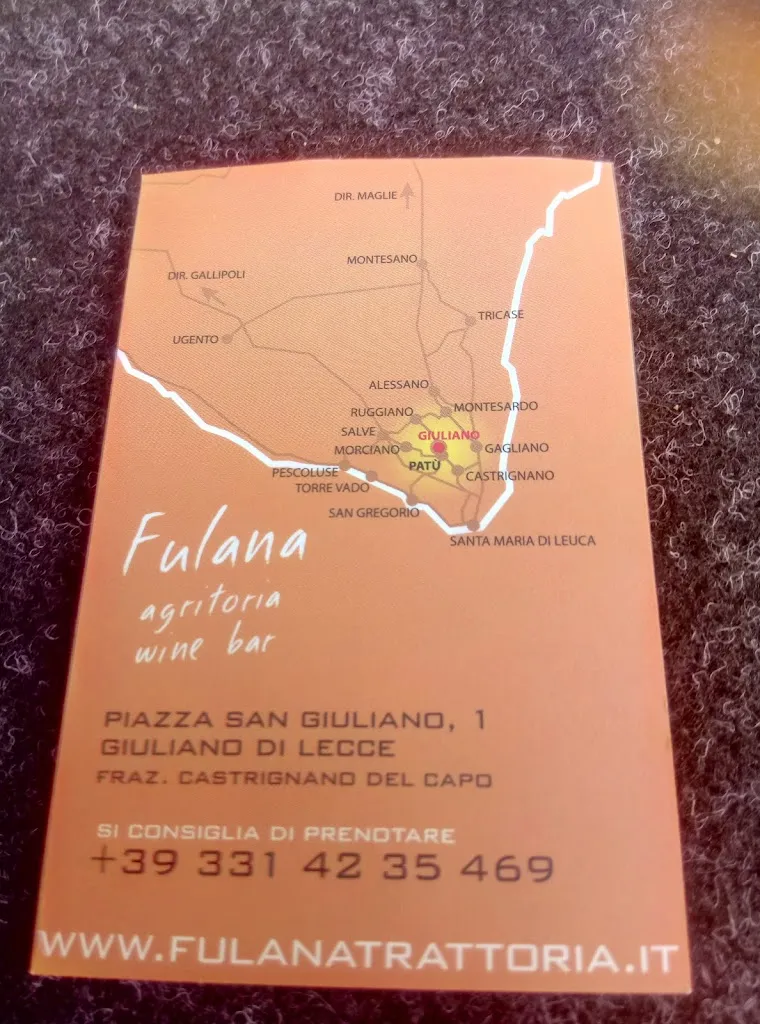 DIR. MAGLIE
MONTESANO
DIR. GALLIPOLI
TRICASE
UGENTO
ALESSANO
RUGGIANO
MONTESARDO
SALVE
GIULIANO
MORCIANO
GAGLIANO
PATÙ
PESCOLUSE
CASTRIGNANO
TORRE VADO
SAN GREGORIO
SANTA MARIA DI LEUCA
Fulana
agritoria
wine bar
PIAZZA SAN GIULIANO, 1
GIULIANO DI LECCE
FRAZ. CASTRIGNANO DEL CAPO
SI CONSIGLIA DI PRENOTARE
+39 331 42 35 469
WWW.FULANATRATTORIA.IT